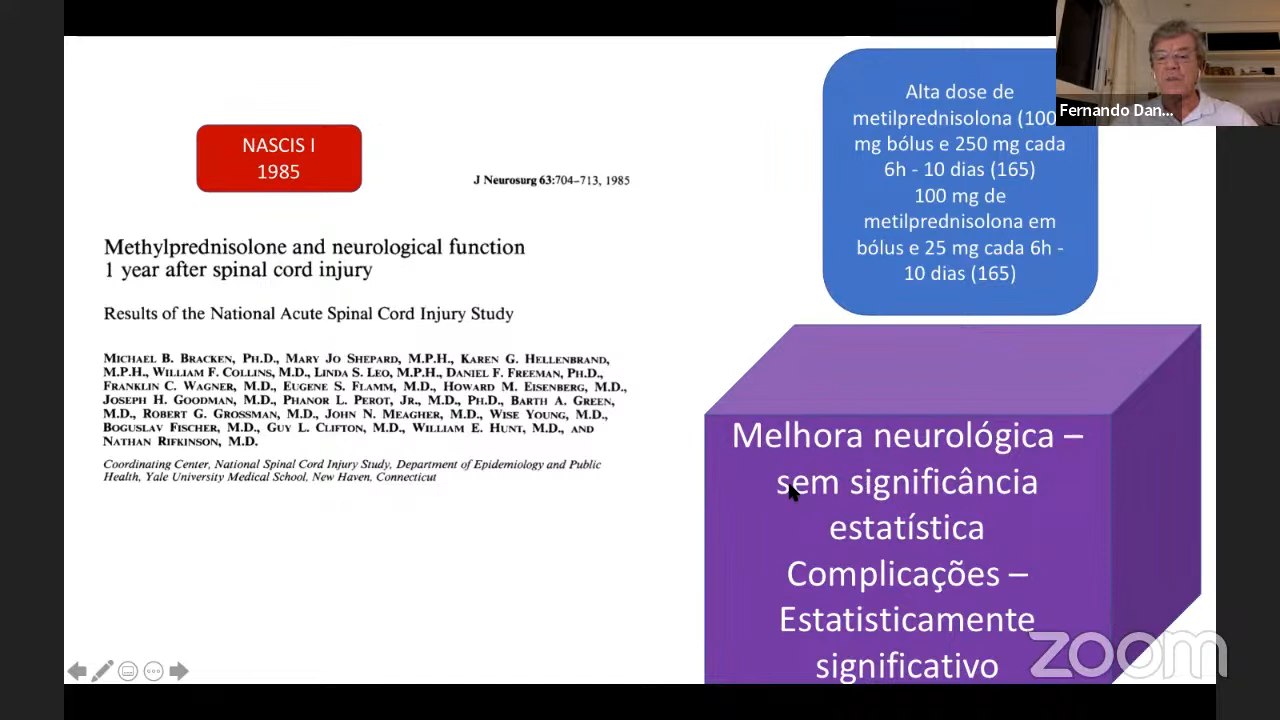 NASCIS I
1985
J Neurosurg 63:704–713, 1985
Methylprednisolone and neurological function
1 year after spinal cord injury
Results of the National Acute Spinal Cord Injury Study
MICHAEL B. BRACKEN, PH.D., MARY JO SHEPARD, M.P.H., KAREN G. HELLENBRAND,
M.P.H., WILLIAM F. COLLINS, M.D., LINDA S. LEO, M.P.H., DANIEL F. FREEMAN, PH.D.,
FRANKLIN C. WAGNER, M.D., EUGENE S. FLAMM, M.D., HOWARD M. EISENBERG, M.D.,
JOSEPH H. GOODMAN, M.D., PHANOR L. PEROT, JR., M.D., PH.D., BARTH A. GREEN,
M.D., ROBERT G. GROSSMAN, M.D., JOHN N. MEAGHER, M.D., WISE YOUNG, M.D.,
BOGUSLAV FISCHER, M.D., GUY L. CLIFTON, M.D., WILLIAM E. HUNT, M.D., AND
NATHAN RIFKINSON, M.D.
Coordinating Center, National Spinal Cord Injury Study, Department of Epidemiology and Public
Health, Yale University Medical School, New Haven, Connecticut
Alta dose de
metilprednisolona (100
mg bólus e 250 mg cada
6h - 10 dias (165)
100 mg de
metilprednisolona em
bólus e 25 mg cada 6h -
10 dias (165)
Fernando Dan...
Melhora neurológica –
sem significância
estatística
Complicações –
Estatisticamente
significativo
zoom